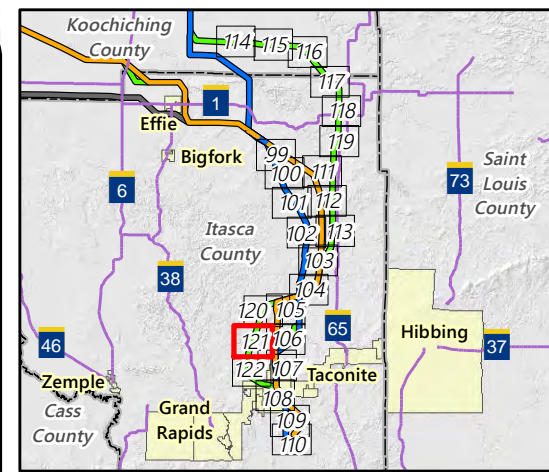 Koochiching
County
114
115
116
117
1
118
Effie
119
99
Bigfork
100
111
Saint
Louis
County
73
6
101
112
Itasca
County
102
113
38
103
104
120
105
65
Hibbing
46
121
106
37
Zemple
122
107
Taconite
Cass
County
Grand
Rapids
108
109
110